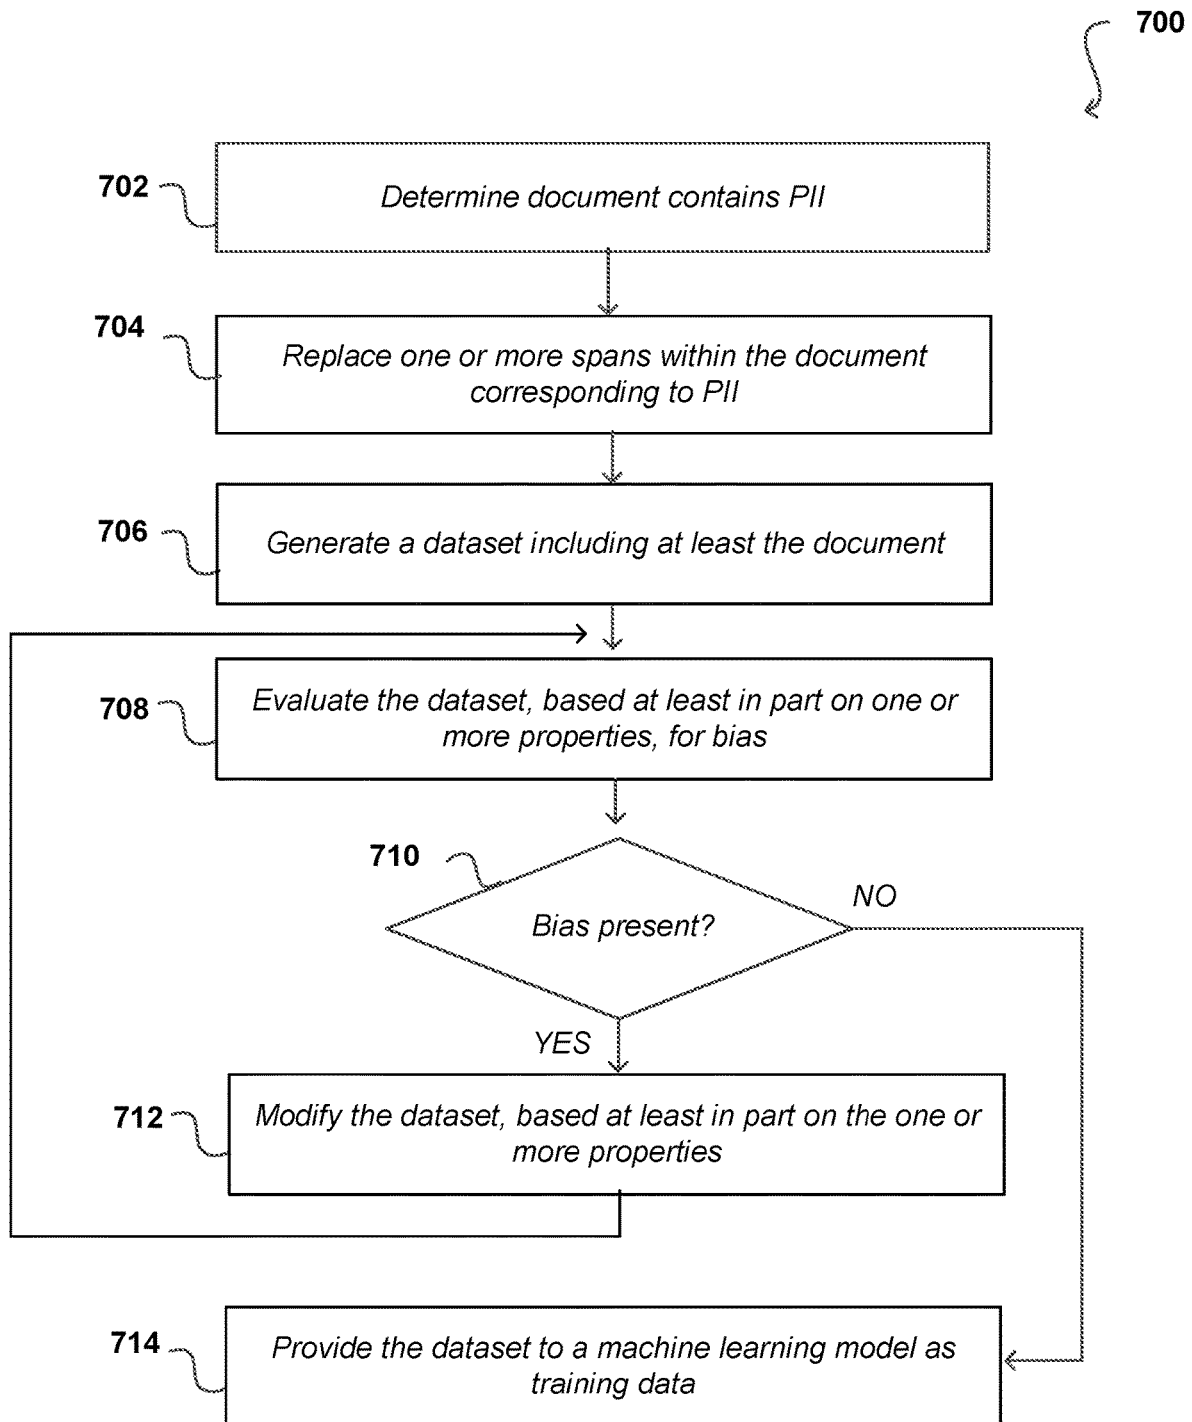 700
702
Determine document contains PII
704
Replace one or more spans within the document
corresponding to PII
706
Generate a dataset including at least the document
708
Evaluate the dataset, based at least in part on one or
more properties, for bias
710
Bias present?
NO
YES
712
Modify the dataset, based at least in part on the one or
more properties
714
Provide the dataset to a machine learning model as
training data